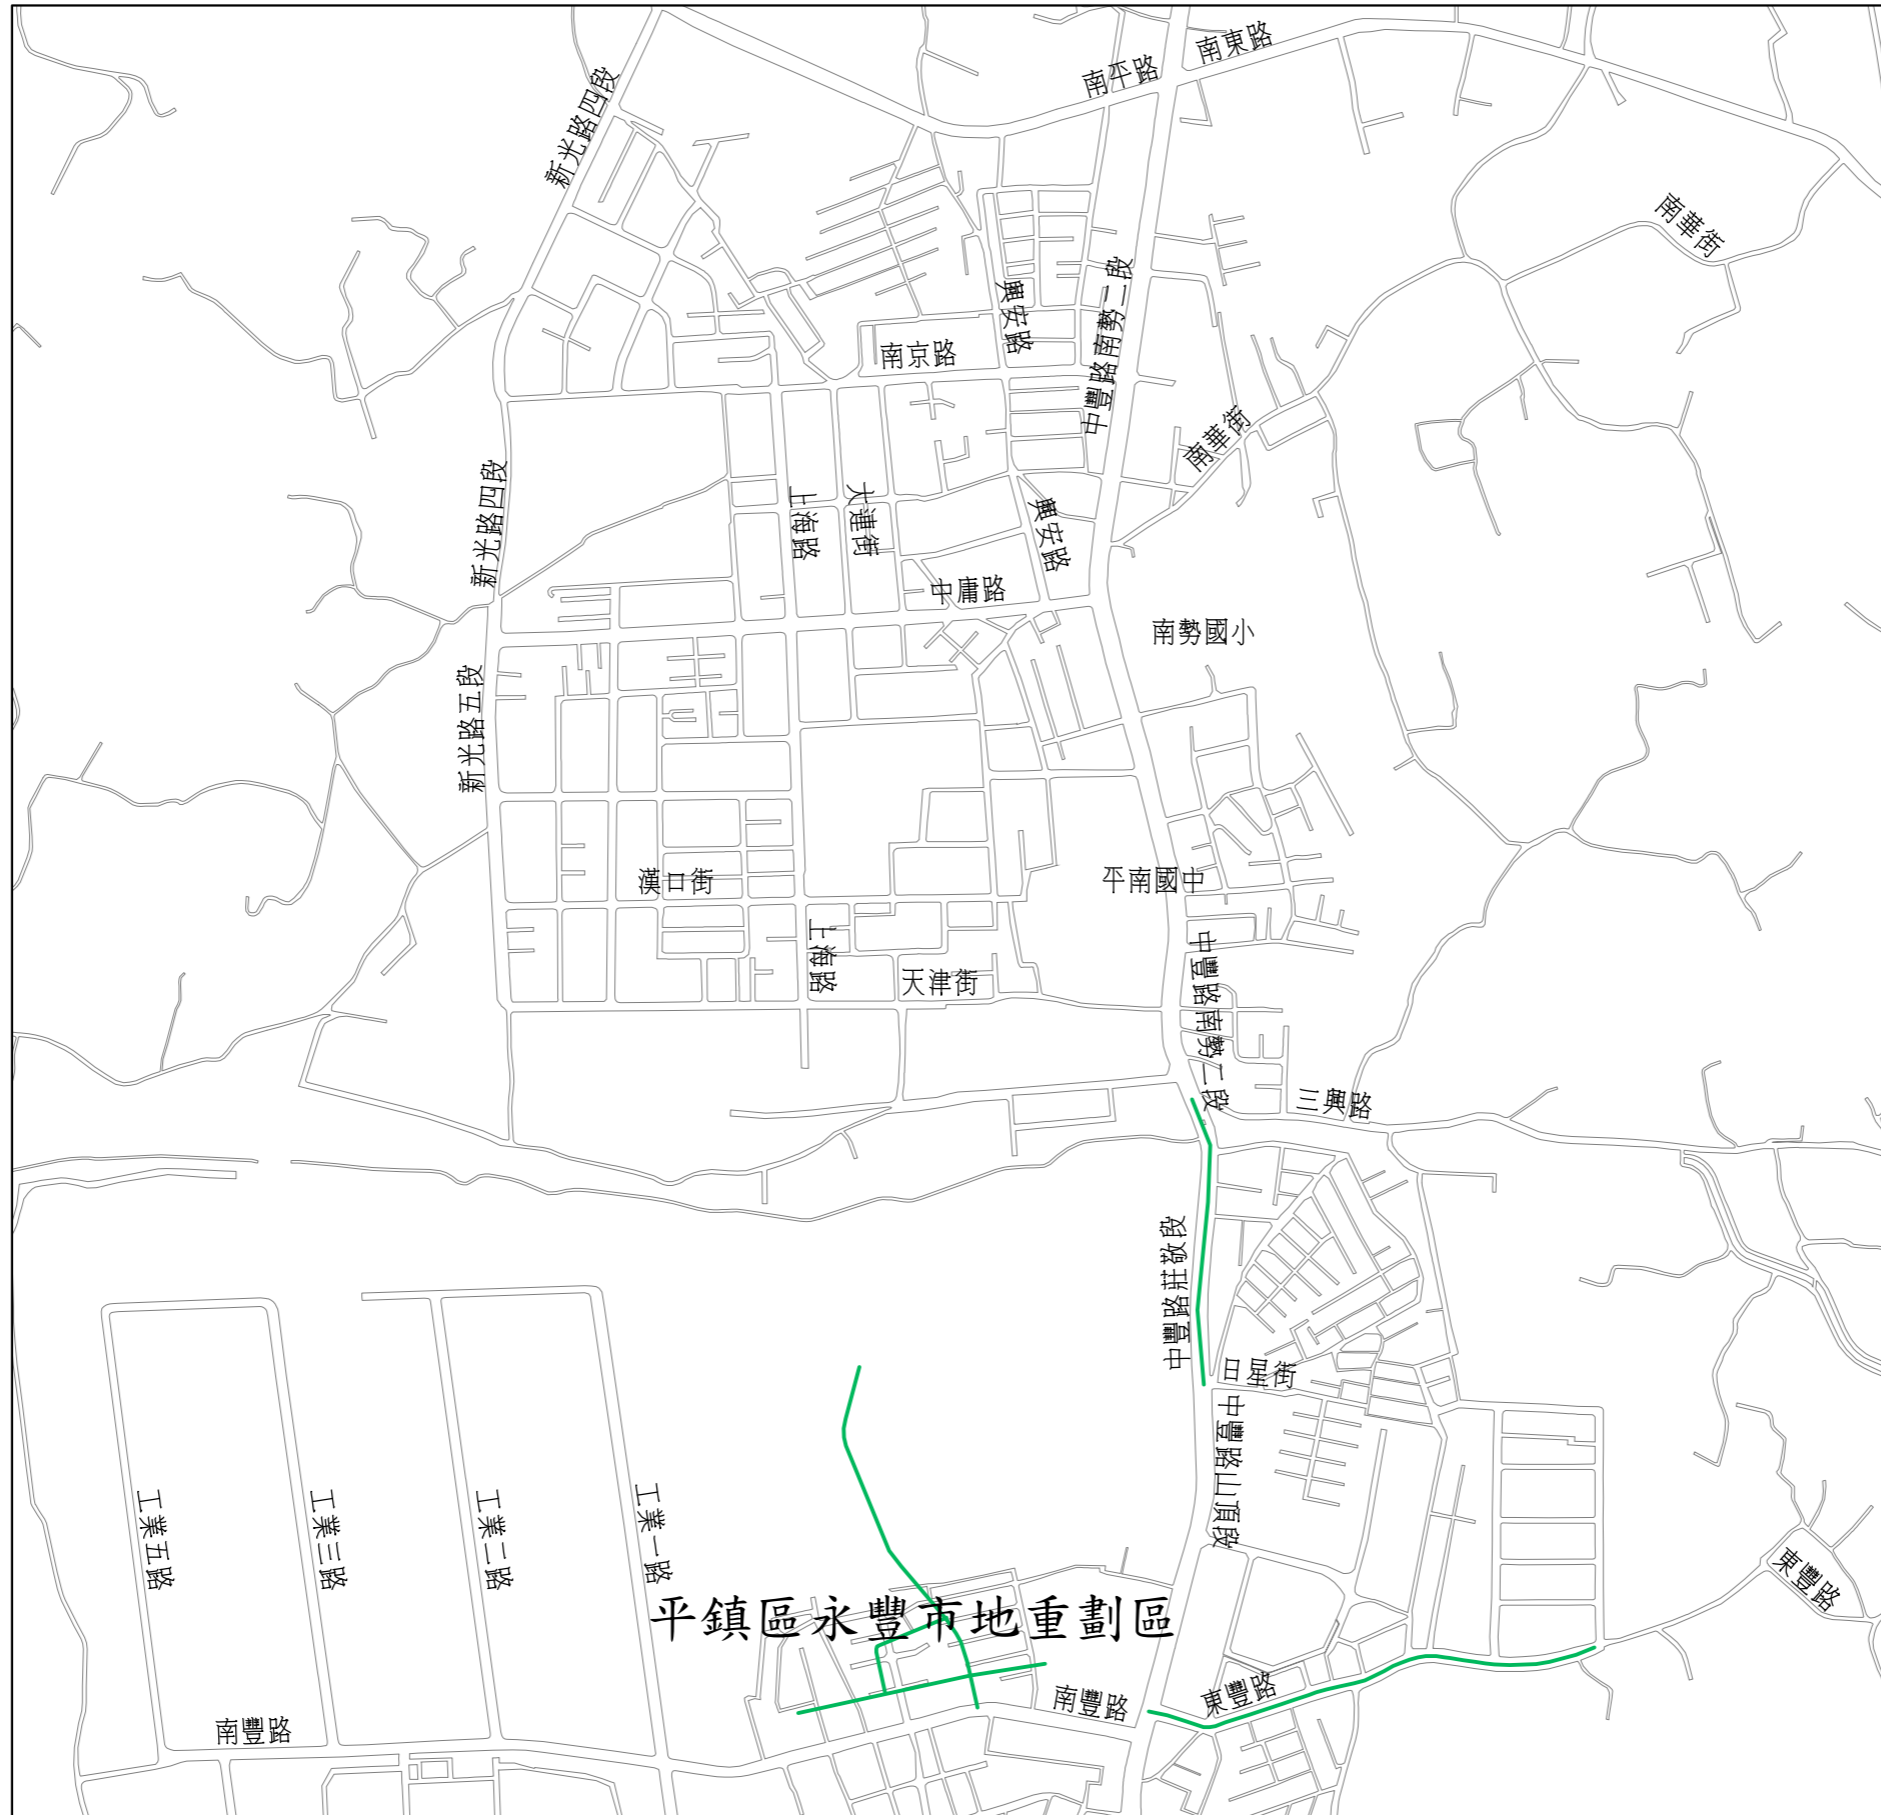 南東路
南平路
新光路四段
南華街
中豐路南勢二段
興安路
南京路
南華街
新光路四段
上海路
大連街
興安路
中庸路
南勢國小
新光路五段
漢口街
平南國中
上海路
天津街
中豐路南勢二段
三興路
中豐路莊敬段
日星街
中豐路山頂段
工業五路
工業三路
工業二路
工業一路
東豐路
平鎮區永豐市地重劃區
東豐路
南豐路
南豐路